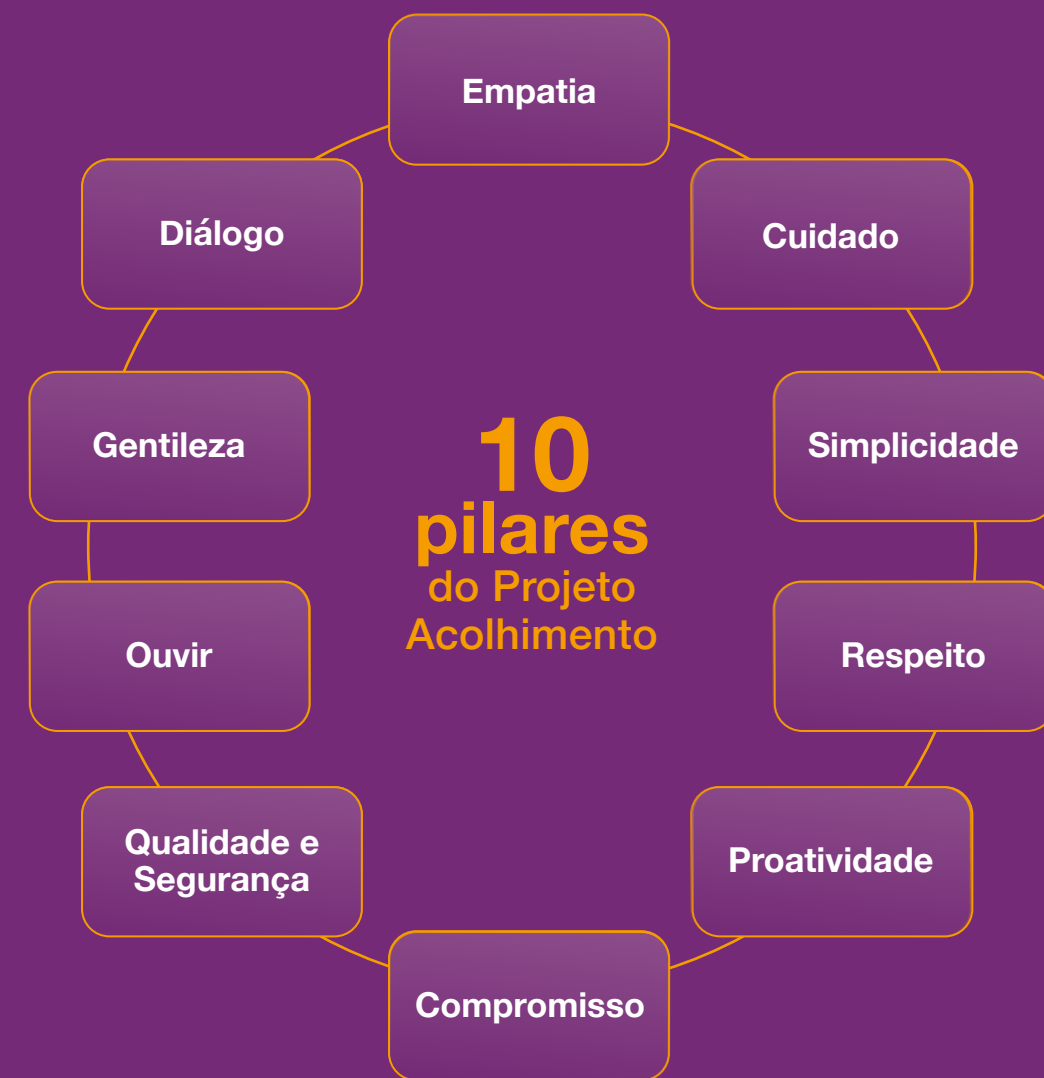 Empatia
Diálogo
Cuidado
Gentileza
10
pilares
do Projeto
Acolhimento
Simplicidade
Ouvir
Respeito
Qualidade e
Segurança
Proatividade
Compromisso